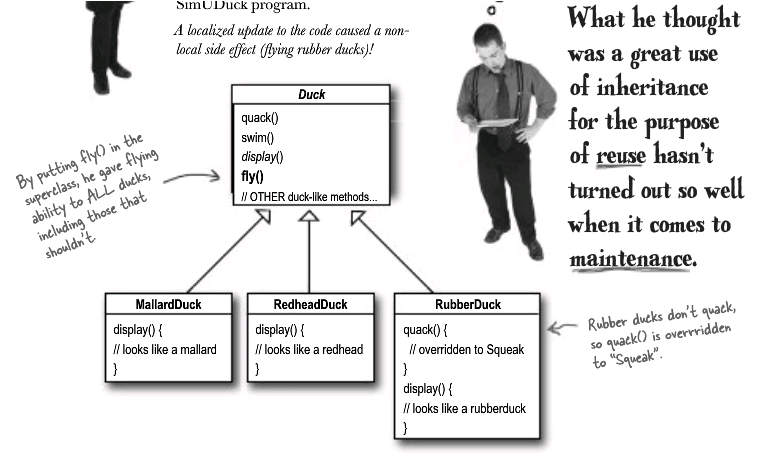 SimUDuck program.
A localized update to the code caused a non-
local side effect (flying rubber ducks)!
What he thought
was a great use
of inheritance
for the purpose
of reuse hasn't
turned out so well
when it comes to
maintenance.
By putting fly() in the
superclass, he gave flying
ability to ALL ducks,
including those that
shouldn't
Duck
quack()
swim()
display()
fly()
// OTHER duck-like methods...
MallardDuck
display() {
// looks like a mallard
}
RedheadDuck
display() {
// looks like a redhead
}
RubberDuck
quack() {
// overridden to Squeak
}
display() {
// looks like a rubberduck
}
Rubber ducks don't quack,
so quack() is overrridden
to "Squeak".